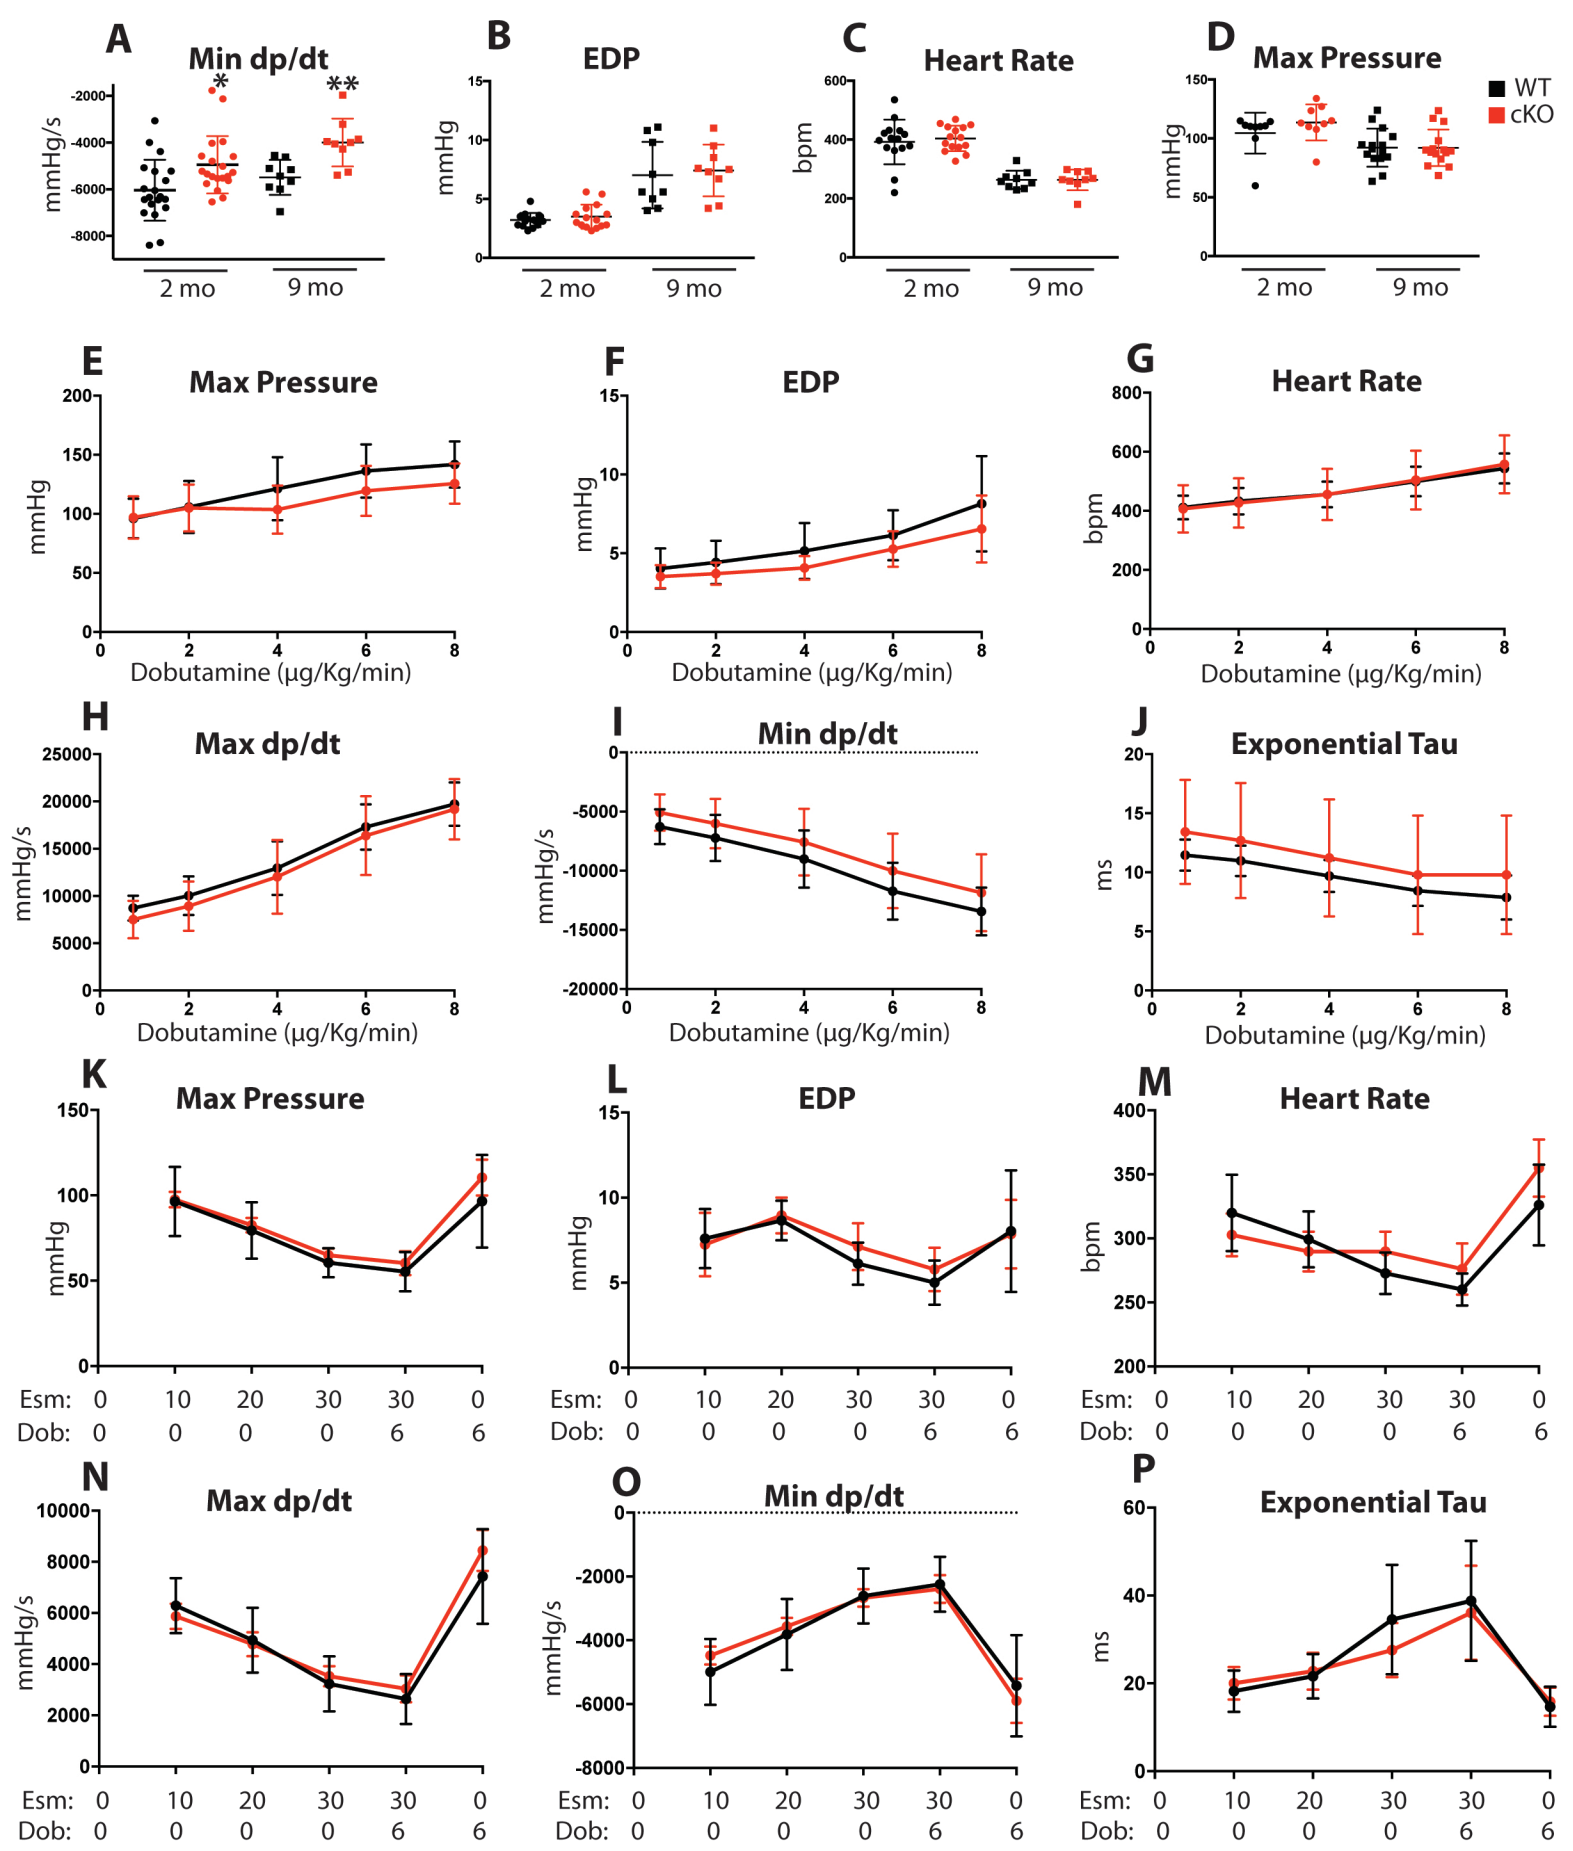 A
Min dp/dt
* **
mmHg/s
-2000
-4000
-6000
-8000
2 mo 9 mo
B
EDP
mmHg
15
10
5
0
2 mo 9 mo
C
Heart Rate
bpm
600
400
200
0
2 mo 9 mo
D
Max Pressure
mmHg
150
100
50
0
2 mo 9 mo
WT
cKO
E
Max Pressure
mmHg
200
150
100
50
0
0 2 4 6 8
Dobutamine (µg/Kg/min)
F
EDP
mmHg
15
10
5
0
0 2 4 6 8
Dobutamine (µg/Kg/min)
G
Heart Rate
bpm
800
600
400
200
0
0 2 4 6 8
Dobutamine (µg/Kg/min)
H
Max dp/dt
mmHg/s
25000
20000
15000
10000
5000
0
0 2 4 6 8
Dobutamine (µg/Kg/min)
I
Min dp/dt
mmHg/s
0
-5000
-10000
-15000
-20000
0 2 4 6 8
Dobutamine (µg/Kg/min)
J
Exponential Tau
ms
20
15
10
5
0
0 2 4 6 8
Dobutamine (µg/Kg/min)
K
Max Pressure
mmHg
150
100
50
0
Esm: 0 10 20 30 30 0
Dob: 0 0 0 0 6 6
L
EDP
mmHg
15
10
5
0
Esm: 0 10 20 30 30 0
Dob: 0 0 0 0 6 6
M
Heart Rate
bpm
400
350
300
250
200
Esm: 0 10 20 30 30 0
Dob: 0 0 0 0 6 6
N
Max dp/dt
mmHg/s
10000
8000
6000
4000
2000
0
Esm: 0 10 20 30 30 0
Dob: 0 0 0 0 6 6
O
Min dp/dt
mmHg/s
0
-2000
-4000
-6000
-8000
Esm: 0 10 20 30 30 0
Dob: 0 0 0 0 6 6
P
Exponential Tau
ms
60
40
20
0
Esm: 0 10 20 30 30 0
Dob: 0 0 0 0 6 6